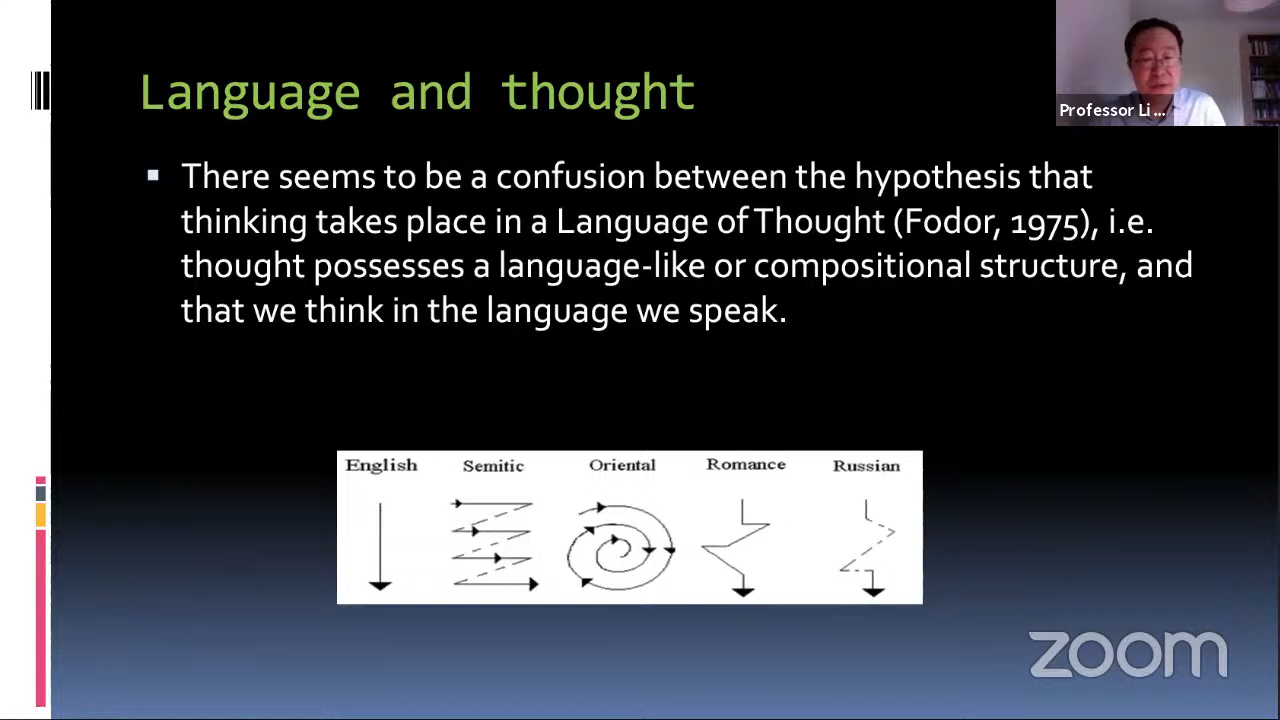 Language and thought
Professor Li ...
There seems to be a confusion between the hypothesis that
thinking takes place in a Language of Thought (Fodor, 1975), i.e.
thought possesses a language-like or compositional structure, and
that we think in the language we speak.
English Semitic Oriental Romance Russian
zoom